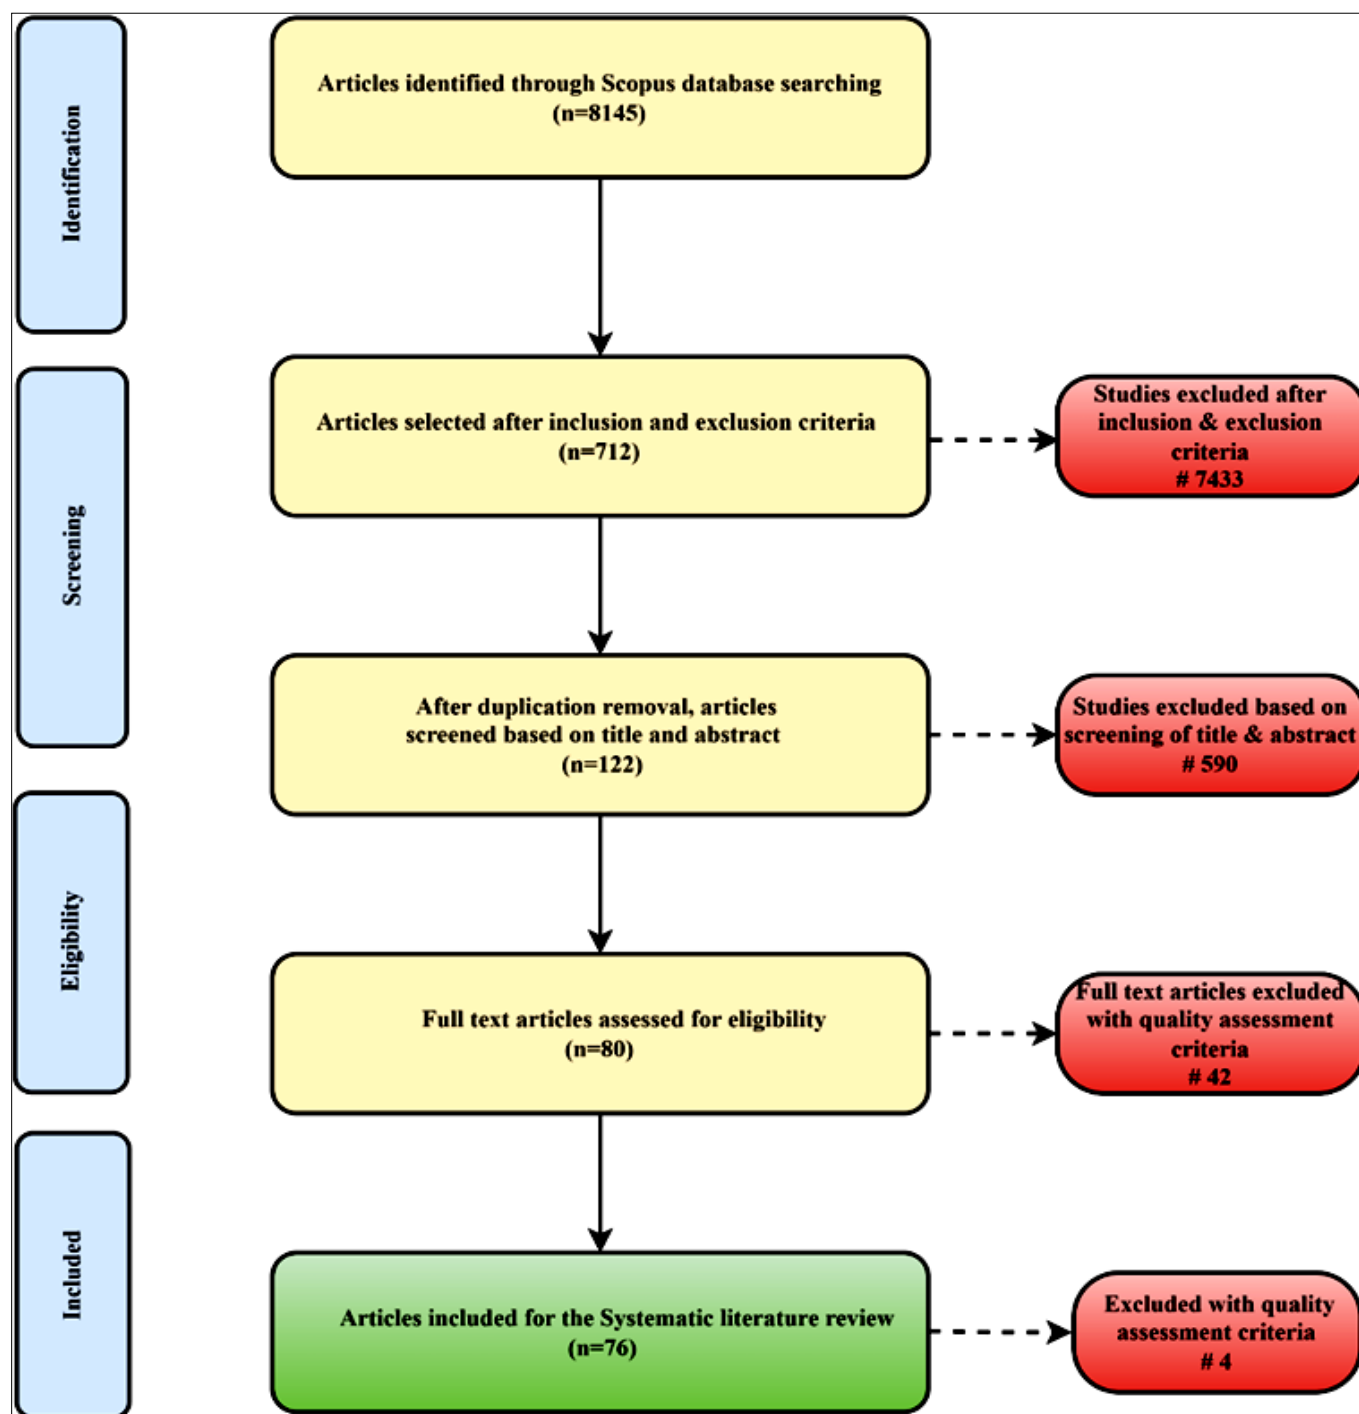 Identification
Articles identified through Scopus database searching
(n=8145)
Screening
Articles selected after inclusion and exclusion criteria
(n=712)
Studies excluded after
inclusion & exclusion
criteria
# 7433
After duplication removal, articles
screened based on title and abstract
(n=122)
Studies excluded based on
screening of title & abstract
# 590
Eligibility
Full text articles assessed for eligibility
(n=80)
Full text articles excluded
with quality assessment
criteria
# 42
Included
Articles included for the Systematic literature review
(n=76)
Excluded with quality
assessment criteria
# 4